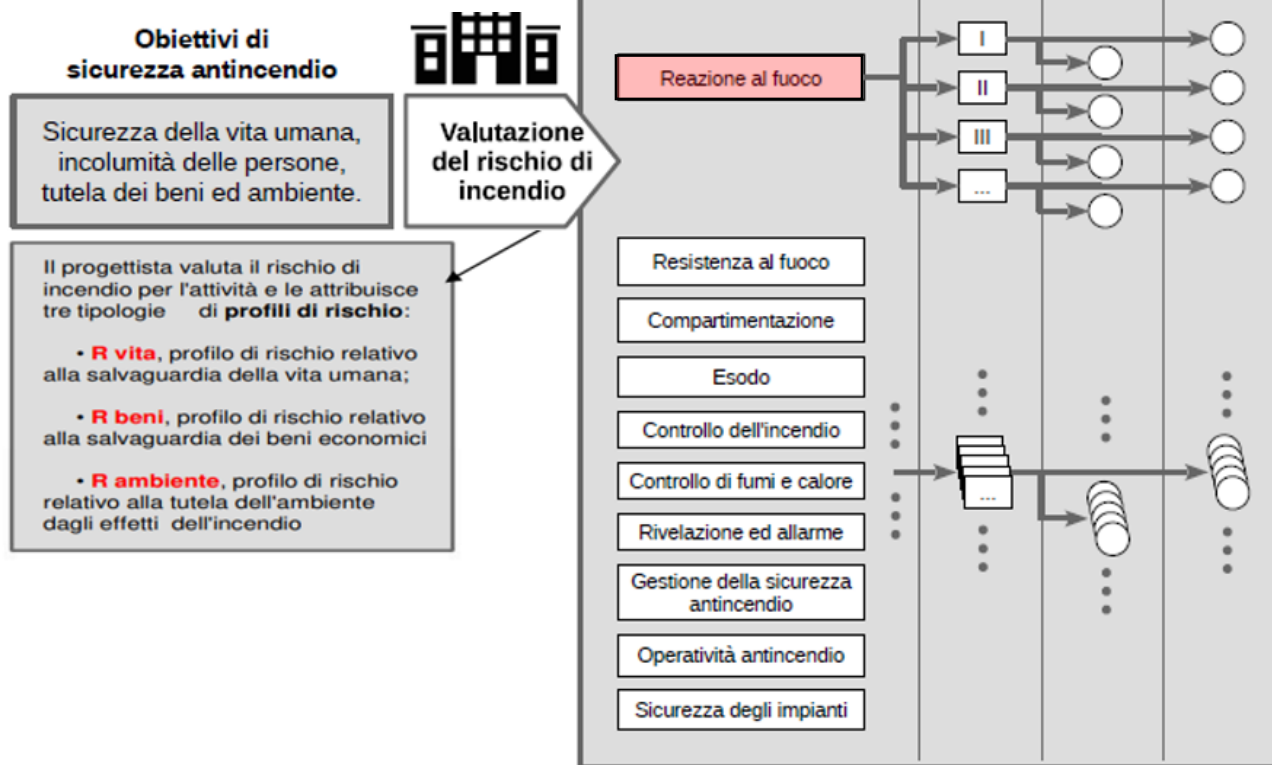 Obiettivi di
sicurezza antincendio
Sicurezza della vita umana,
incolumità delle persone,
tutela dei beni ed ambiente.
Valutazione
del rischio di
incendio
Il progettista valuta il rischio di
incendio per l'attività e le attribuisce
tre tipologie di profili di rischio:
• R vita, profilo di rischio relativo
alla salvaguardia della vita umana;
• R beni, profilo di rischio relativo
alla salvaguardia dei beni economici
• R ambiente, profilo di rischio
relativo alla tutela dell'ambiente
dagli effetti dell'incendio
Reazione al fuoco
I
II
III
...
Resistenza al fuoco
Compartimentazione
Esodo
Controllo dell'incendio
Controllo di fumi e calore
...
Rivelazione ed allarme
Gestione della sicurezza
antincendio
Operatività antincendio
Sicurezza degli impianti